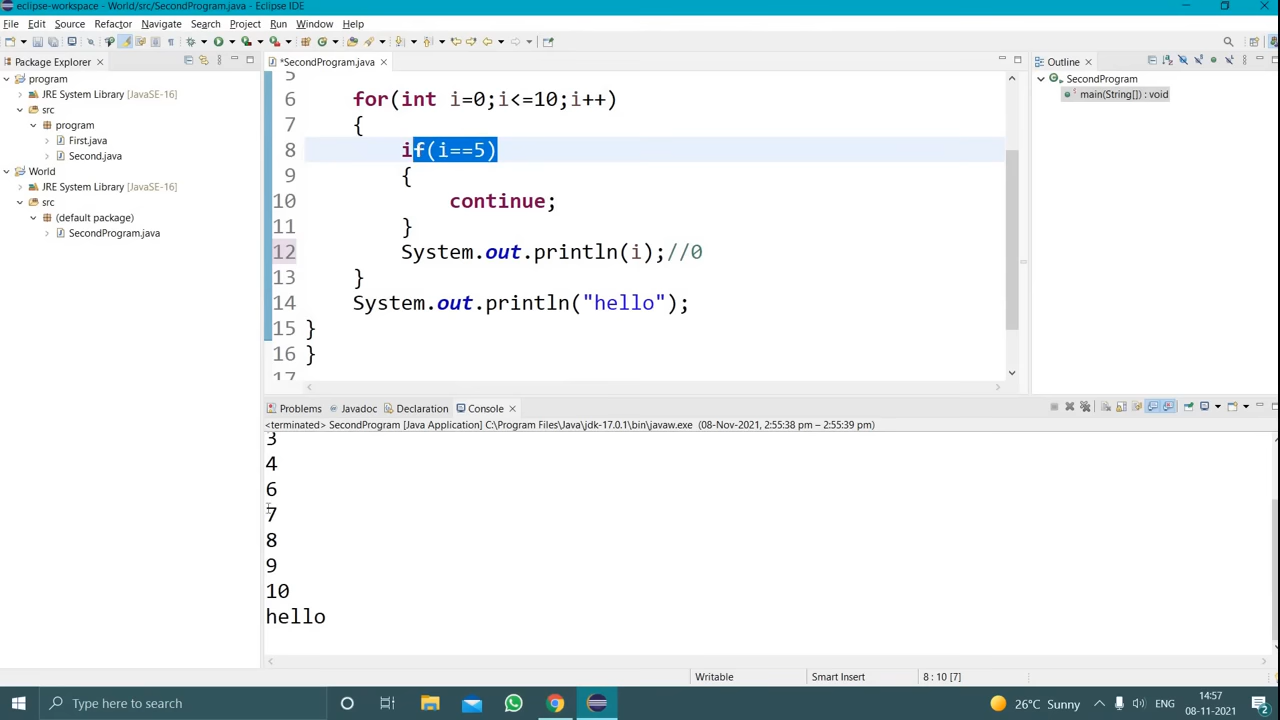 eclipse-workspace - World/src/SecondProgram.java - Eclipse IDE
File Edit Source Refactor Navigate Search Project Run Window Help
Package Explorer
program
JRE System Library [JavaSE-16]
src
program
First.java
Second.java
World
JRE System Library [JavaSE-16]
src
(default package)
SecondProgram.java
*SecondProgram.java
5
6 for(int i=0;i<=10;i++)
7 {
8 if(i==5)
9 {
10 continue;
11 }
12 System.out.println(i);//0
13 }
14 System.out.println("hello");
15 }
16 }
17
Outline
SecondProgram
main(String[]) : void
Problems Javadoc Declaration Console
<terminated> SecondProgram [Java Application] C:\Program Files\Java\jdk-17.0.1\bin\javaw.exe (08-Nov-2021, 2:55:38 pm – 2:55:39 pm)
3
4
6
7
8
9
10
hello
Writable Smart Insert 8 : 10 [7]
Type here to search
26°C Sunny ENG 14:57
08-11-2021
2